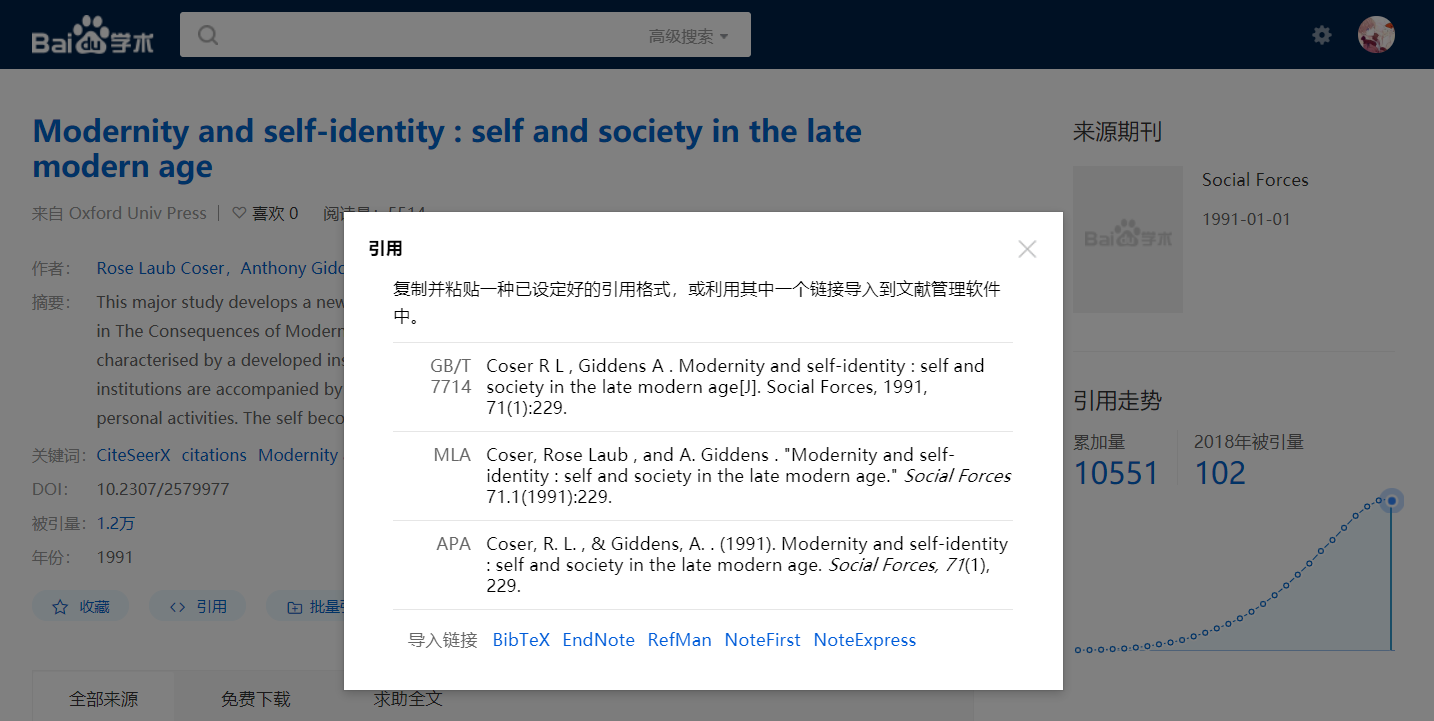 Bai du 学术
高级搜索
Modernity and self-identity : self and society in the late
modern age
来自 Oxford Univ Press
喜欢 0
阅读量：5514
作者：
Rose Laub Coser，Anthony Gidd
摘要：
This major study develops a new
in The Consequences of Modern
characterised by a developed ins
institutions are accompanied by
personal activities. The self beco
关键词：
CiteSeerX citations Modernity
DOI：
10.2307/2579977
被引量：
1.2万
年份：
1991
收藏
引用
批量引
全部来源
免费下载
求助全文
引用
复制并粘贴一种已设定好的引用格式，或利用其中一个链接导入到文献管理软件
中。
GB/T
7714
Coser R L , Giddens A . Modernity and self-identity : self and
society in the late modern age[J]. Social Forces, 1991,
71(1):229.
MLA
Coser, Rose Laub , and A. Giddens . "Modernity and self-
identity : self and society in the late modern age." Social Forces
71.1(1991):229.
APA
Coser, R. L. , & Giddens, A. . (1991). Modernity and self-identity
: self and society in the late modern age. Social Forces, 71(1),
229.
导入链接 BibTeX EndNote RefMan NoteFirst NoteExpress
来源期刊
Bai du 学术
Social Forces
1991-01-01
引用走势
累加量
10551
2018年被引量
102